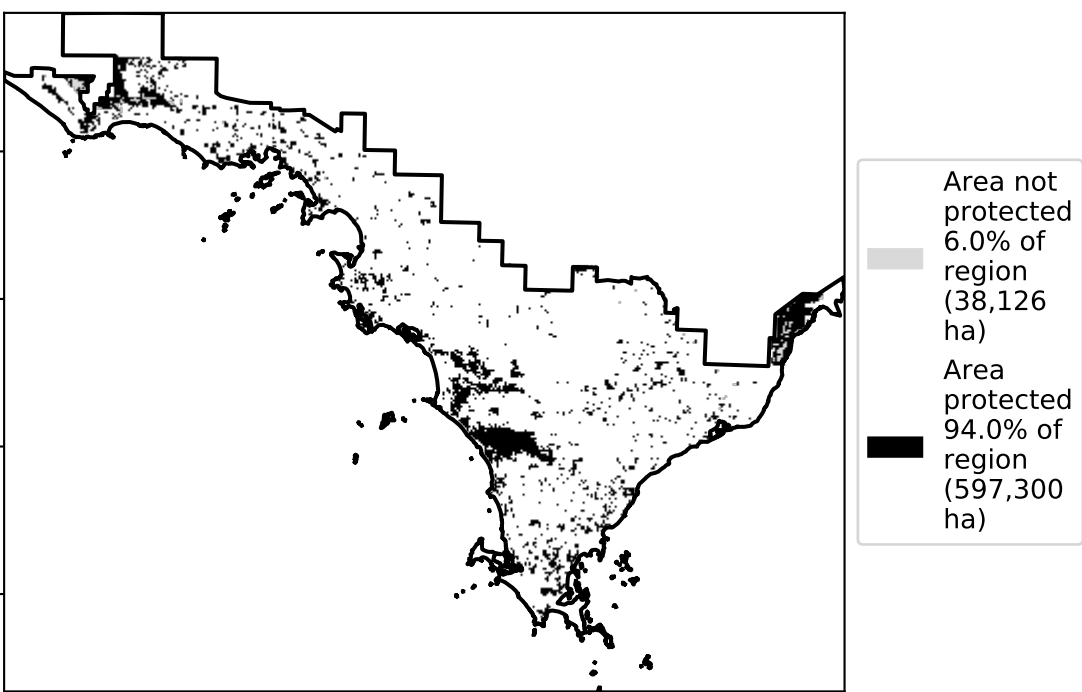 Area not
protected
6.0% of
region
(38,126
ha)
Area
protected
94.0% of
region
(597,300
ha)